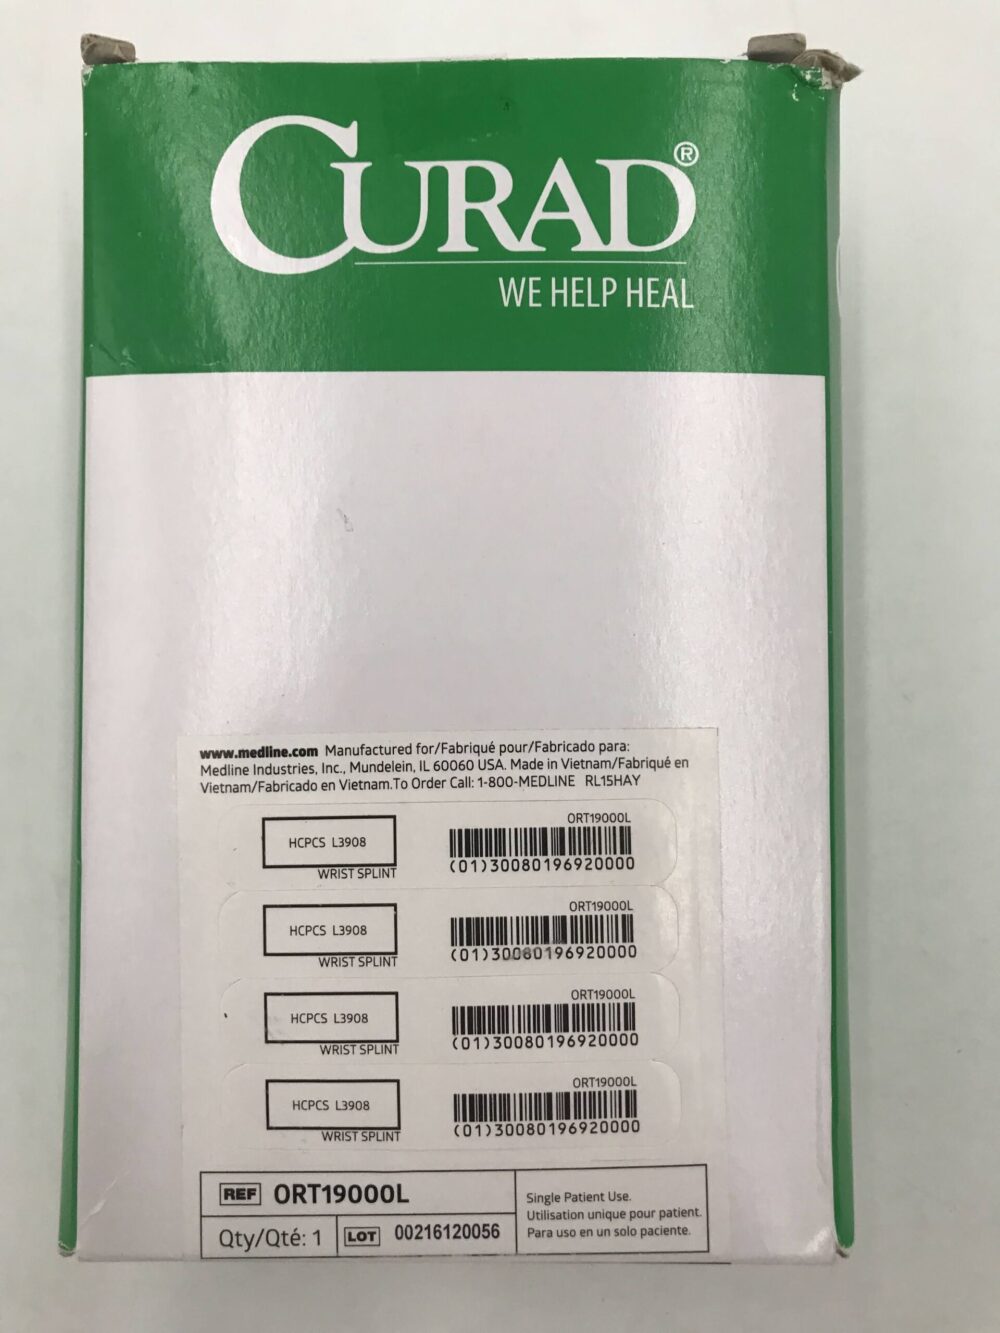 CURAD®
WE HELP HEAL
www.medline.com Manufactured for/Fabriqué pour/Fabricado para:
Medline Industries, Inc., Mundelein, IL 60060 USA. Made in Vietnam/Fabriqué en
Vietnam/Fabricado en Vietnam.To Order Call: 1-800-MEDLINE RL15HAY
ORT19000L
HCPCS L3908
(01)30080196920000
WRIST SPLINT
ORT19000L
HCPCS L3908
(01)30080196920000
WRIST SPLINT
ORT19000L
HCPCS L3908
(01)30080196920000
WRIST SPLINT
ORT19000L
HCPCS L3908
(01)30080196920000
WRIST SPLINT
REF ORT19000L
Qty/Qté: 1 LOT 00216120056
Single Patient Use.
Utilisation unique pour patient.
Para uso en un solo paciente.